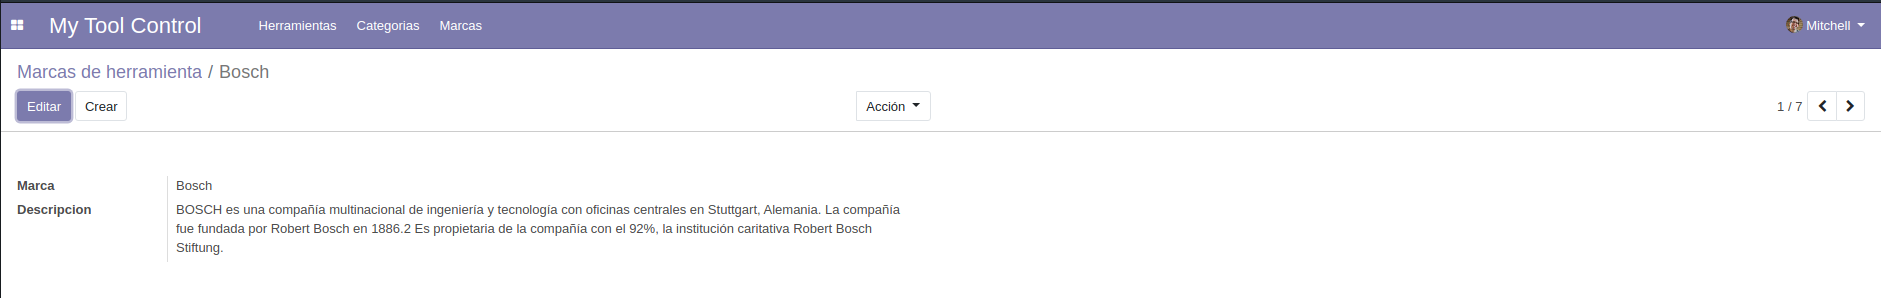 My Tool Control Herramientas Categorias Marcas Mitchell
Marcas de herramienta / Bosch
Editar Crear Acción 1 / 7
Marca Bosch
Descripcion BOSCH es una compañía multinacional de ingeniería y tecnología con oficinas centrales en Stuttgart, Alemania. La compañía
fue fundada por Robert Bosch en 1886.2 Es propietaria de la compañía con el 92%, la institución caritativa Robert Bosch
Stiftung.